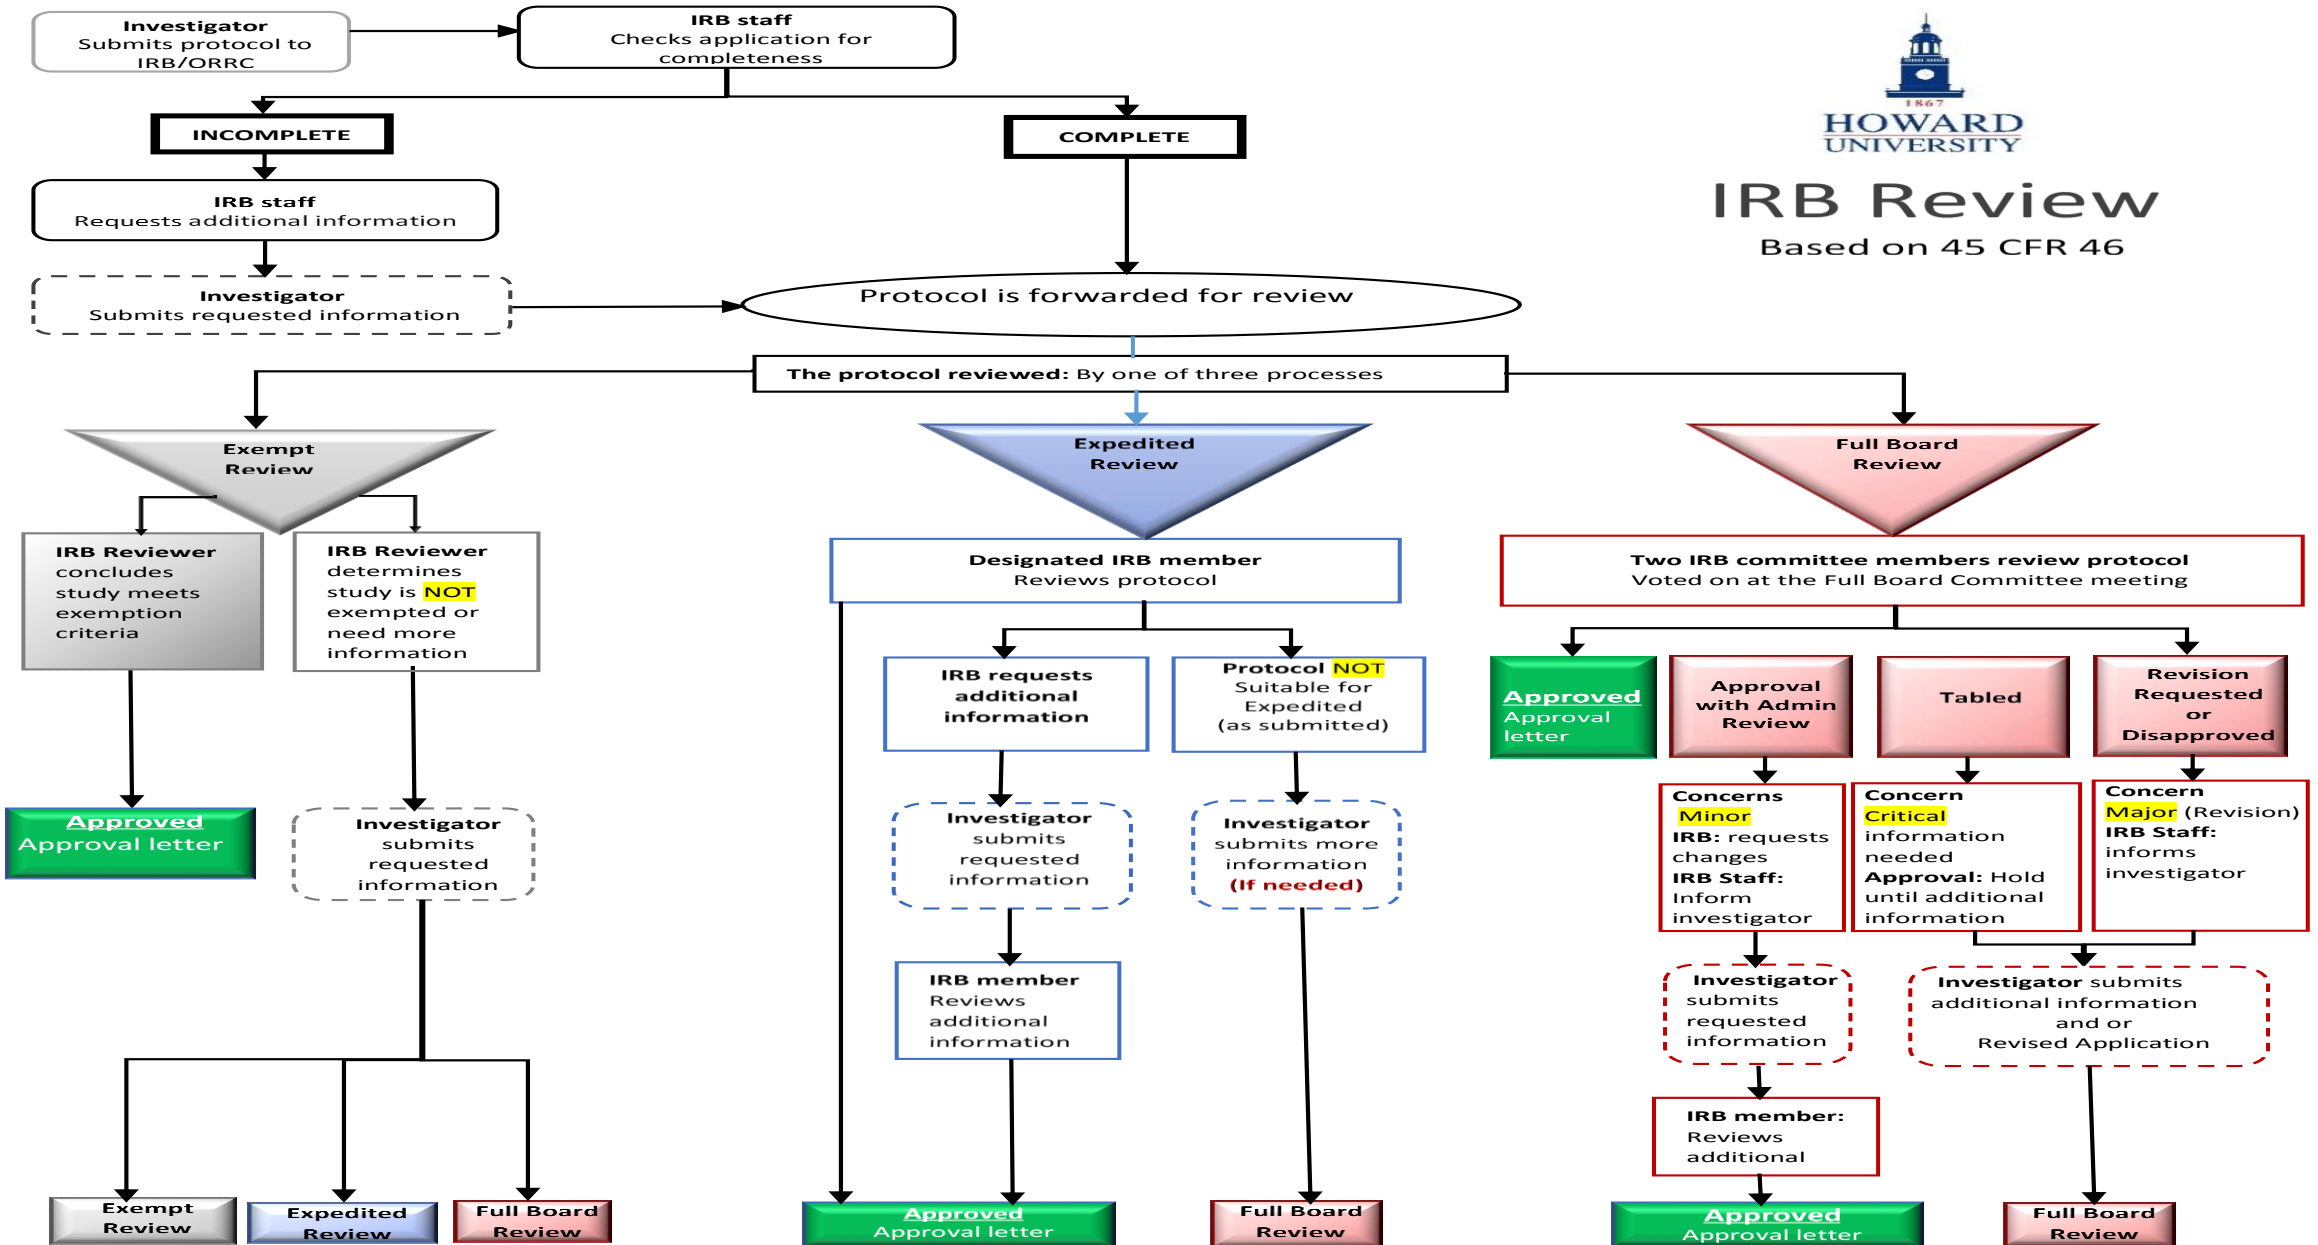 Investigator
Submits protocol to
IRB/ORRC
IRB staff
Checks application for
completeness
1867
HOWARD
UNIVERSITY
IRB Review
Based on 45 CFR 46
INCOMPLETE
COMPLETE
IRB staff
Requests additional information
Investigator
Submits requested information
Protocol is forwarded for review
The protocol reviewed: By one of three processes
Exempt
Review
Expedited
Review
Full Board
Review
IRB Reviewer
concludes
study meets
exemption
criteria
IRB Reviewer
determines
study is NOT
exempted or
need more
information
Designated IRB member
Reviews protocol
Two IRB committee members review protocol
Voted on at the Full Board Committee meeting
IRB requests
additional
information
Protocol NOT
Suitable for
Expedited
(as submitted)
Approved
Approval
letter
Approval
with Admin
Review
Tabled
Revision
Requested
or
Disapproved
Approved
Approval letter
Investigator
submits
requested
information
Investigator
submits
requested
information
Investigator
submits more
information
(If needed)
Concerns
Minor
IRB: requests
changes
IRB Staff:
Inform
investigator
Concern
Critical
information
needed
Approval: Hold
until additional
information
Concern
Major (Revision)
IRB Staff:
informs
investigator
IRB member
Reviews
additional
information
Investigator
submits
requested
information
Investigator submits
additional information
and or
Revised Application
IRB member:
Reviews
additional
Exempt
Review
Expedited
Review
Full Board
Review
Approved
Approval letter
Full Board
Review
Approved
Approval letter
Full Board
Review